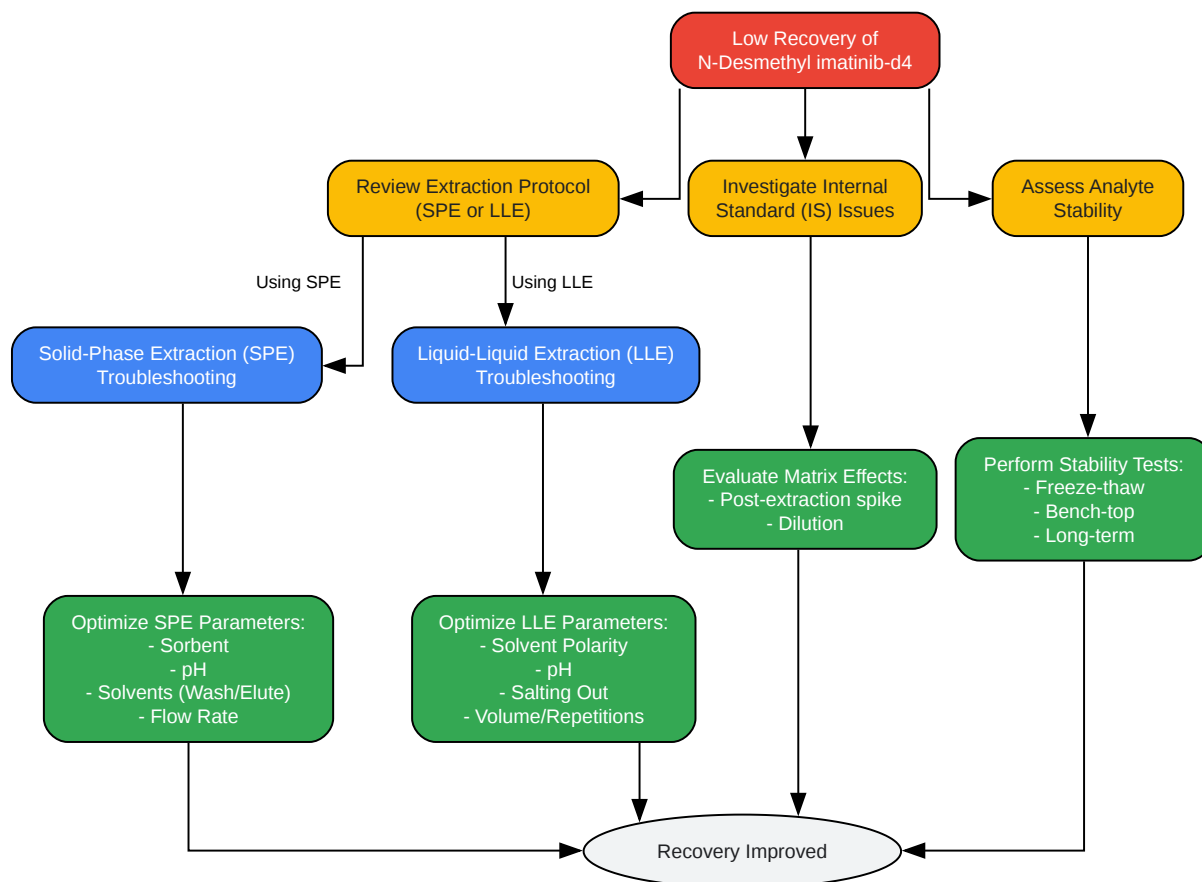 Low Recovery of
N-Desmethyl imatinib-d4
Review Extraction Protocol
(SPE or LLE)
Investigate Internal
Standard (IS) Issues
Assess Analyte
Stability
Using SPE
Using LLE
Solid-Phase Extraction (SPE)
Troubleshooting
Liquid-Liquid Extraction (LLE)
Troubleshooting
Evaluate Matrix Effects:
- Post-extraction spike
- Dilution
Perform Stability Tests:
- Freeze-thaw
- Bench-top
- Long-term
Optimize SPE Parameters:
- Sorbent
- pH
- Solvents (Wash/Elute)
- Flow Rate
Optimize LLE Parameters:
- Solvent Polarity
- pH
- Salting Out
- Volume/Repetitions
Recovery Improved